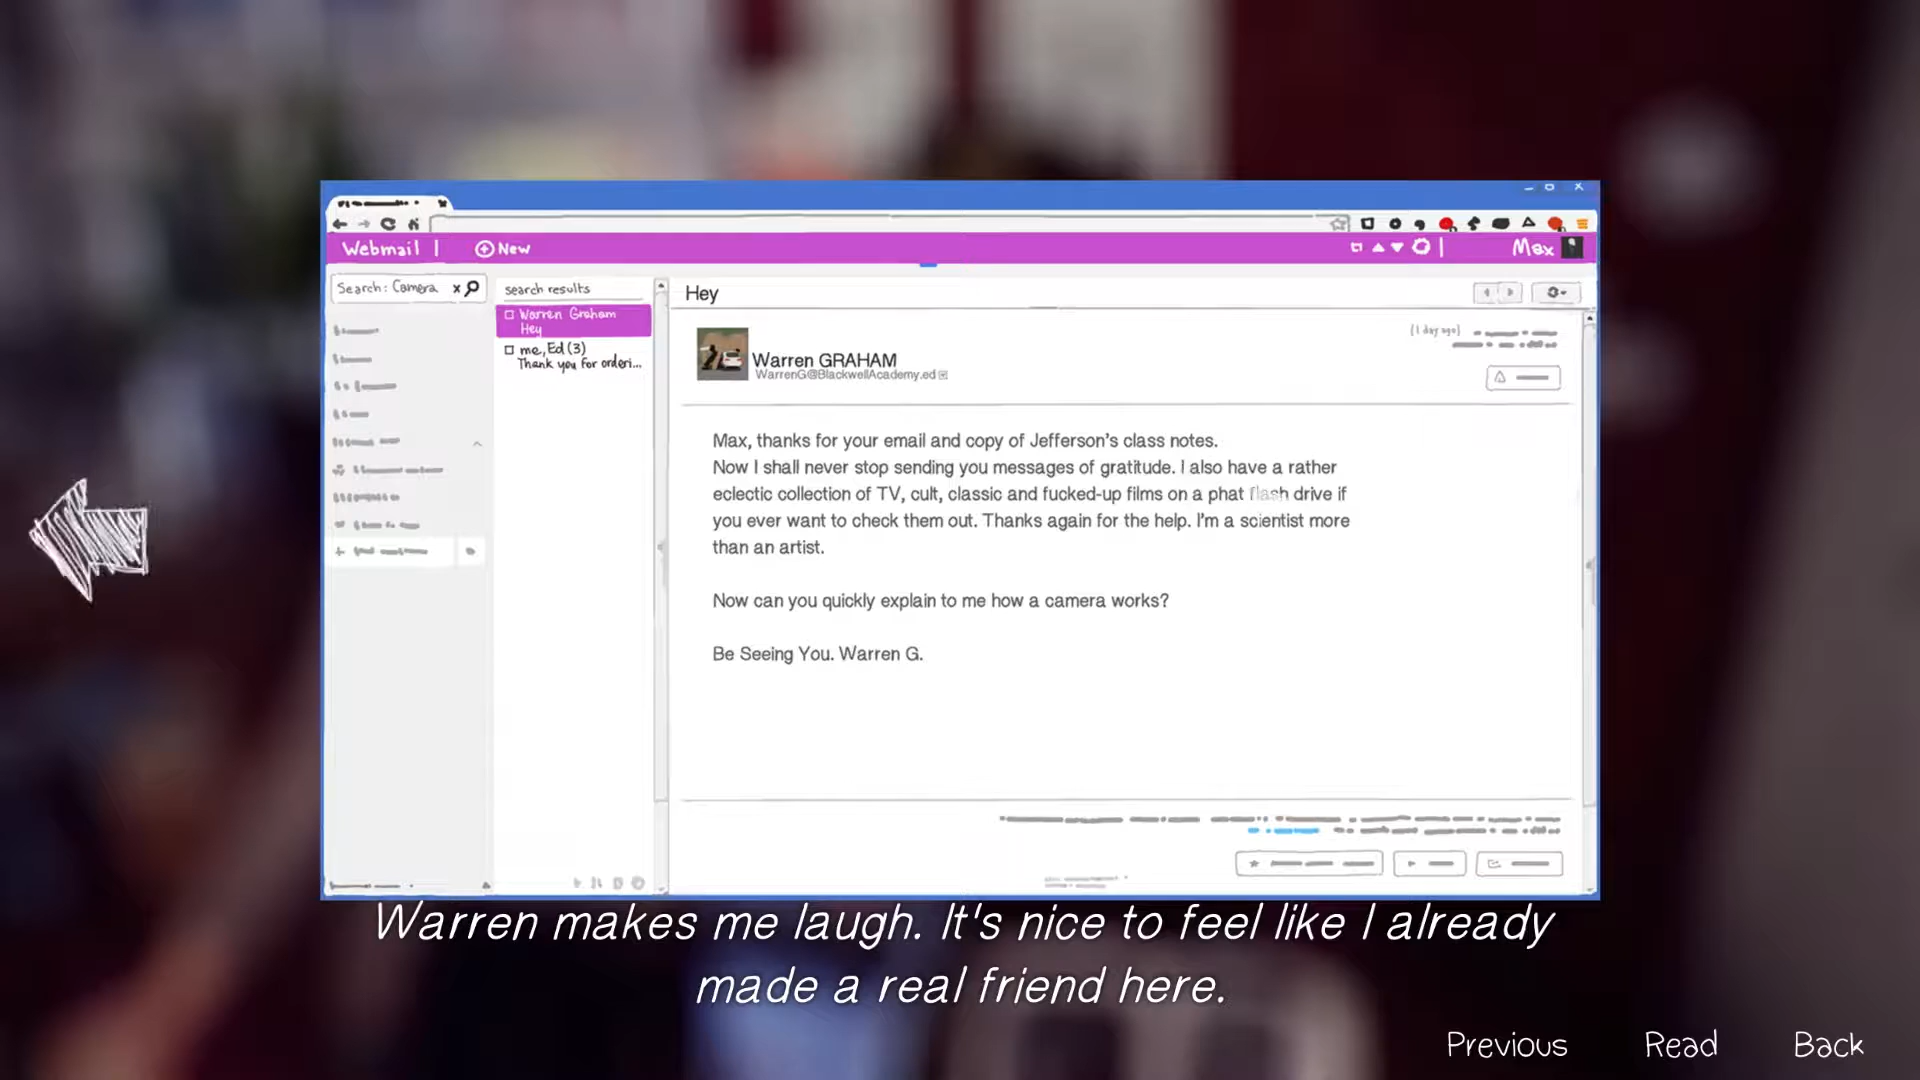 Webmail |
New
Max
Search: Camera x
search results
Warren Graham
Hey
me, Ed (3)
Thank you for orderi...
Hey
(1 day ago)
Warren GRAHAM
WarrenG@BlackwellAcademy.ed
Max, thanks for your email and copy of Jefferson's class notes.
Now I shall never stop sending you messages of gratitude. I also have a rather
eclectic collection of TV, cult, classic and fucked-up films on a phat flash drive if
you ever want to check them out. Thanks again for the help. I'm a scientist more
than an artist.
Now can you quickly explain to me how a camera works?
Be Seeing You. Warren G.
Warren makes me laugh. It's nice to feel like I already
made a real friend here.
Previous
Read
Back